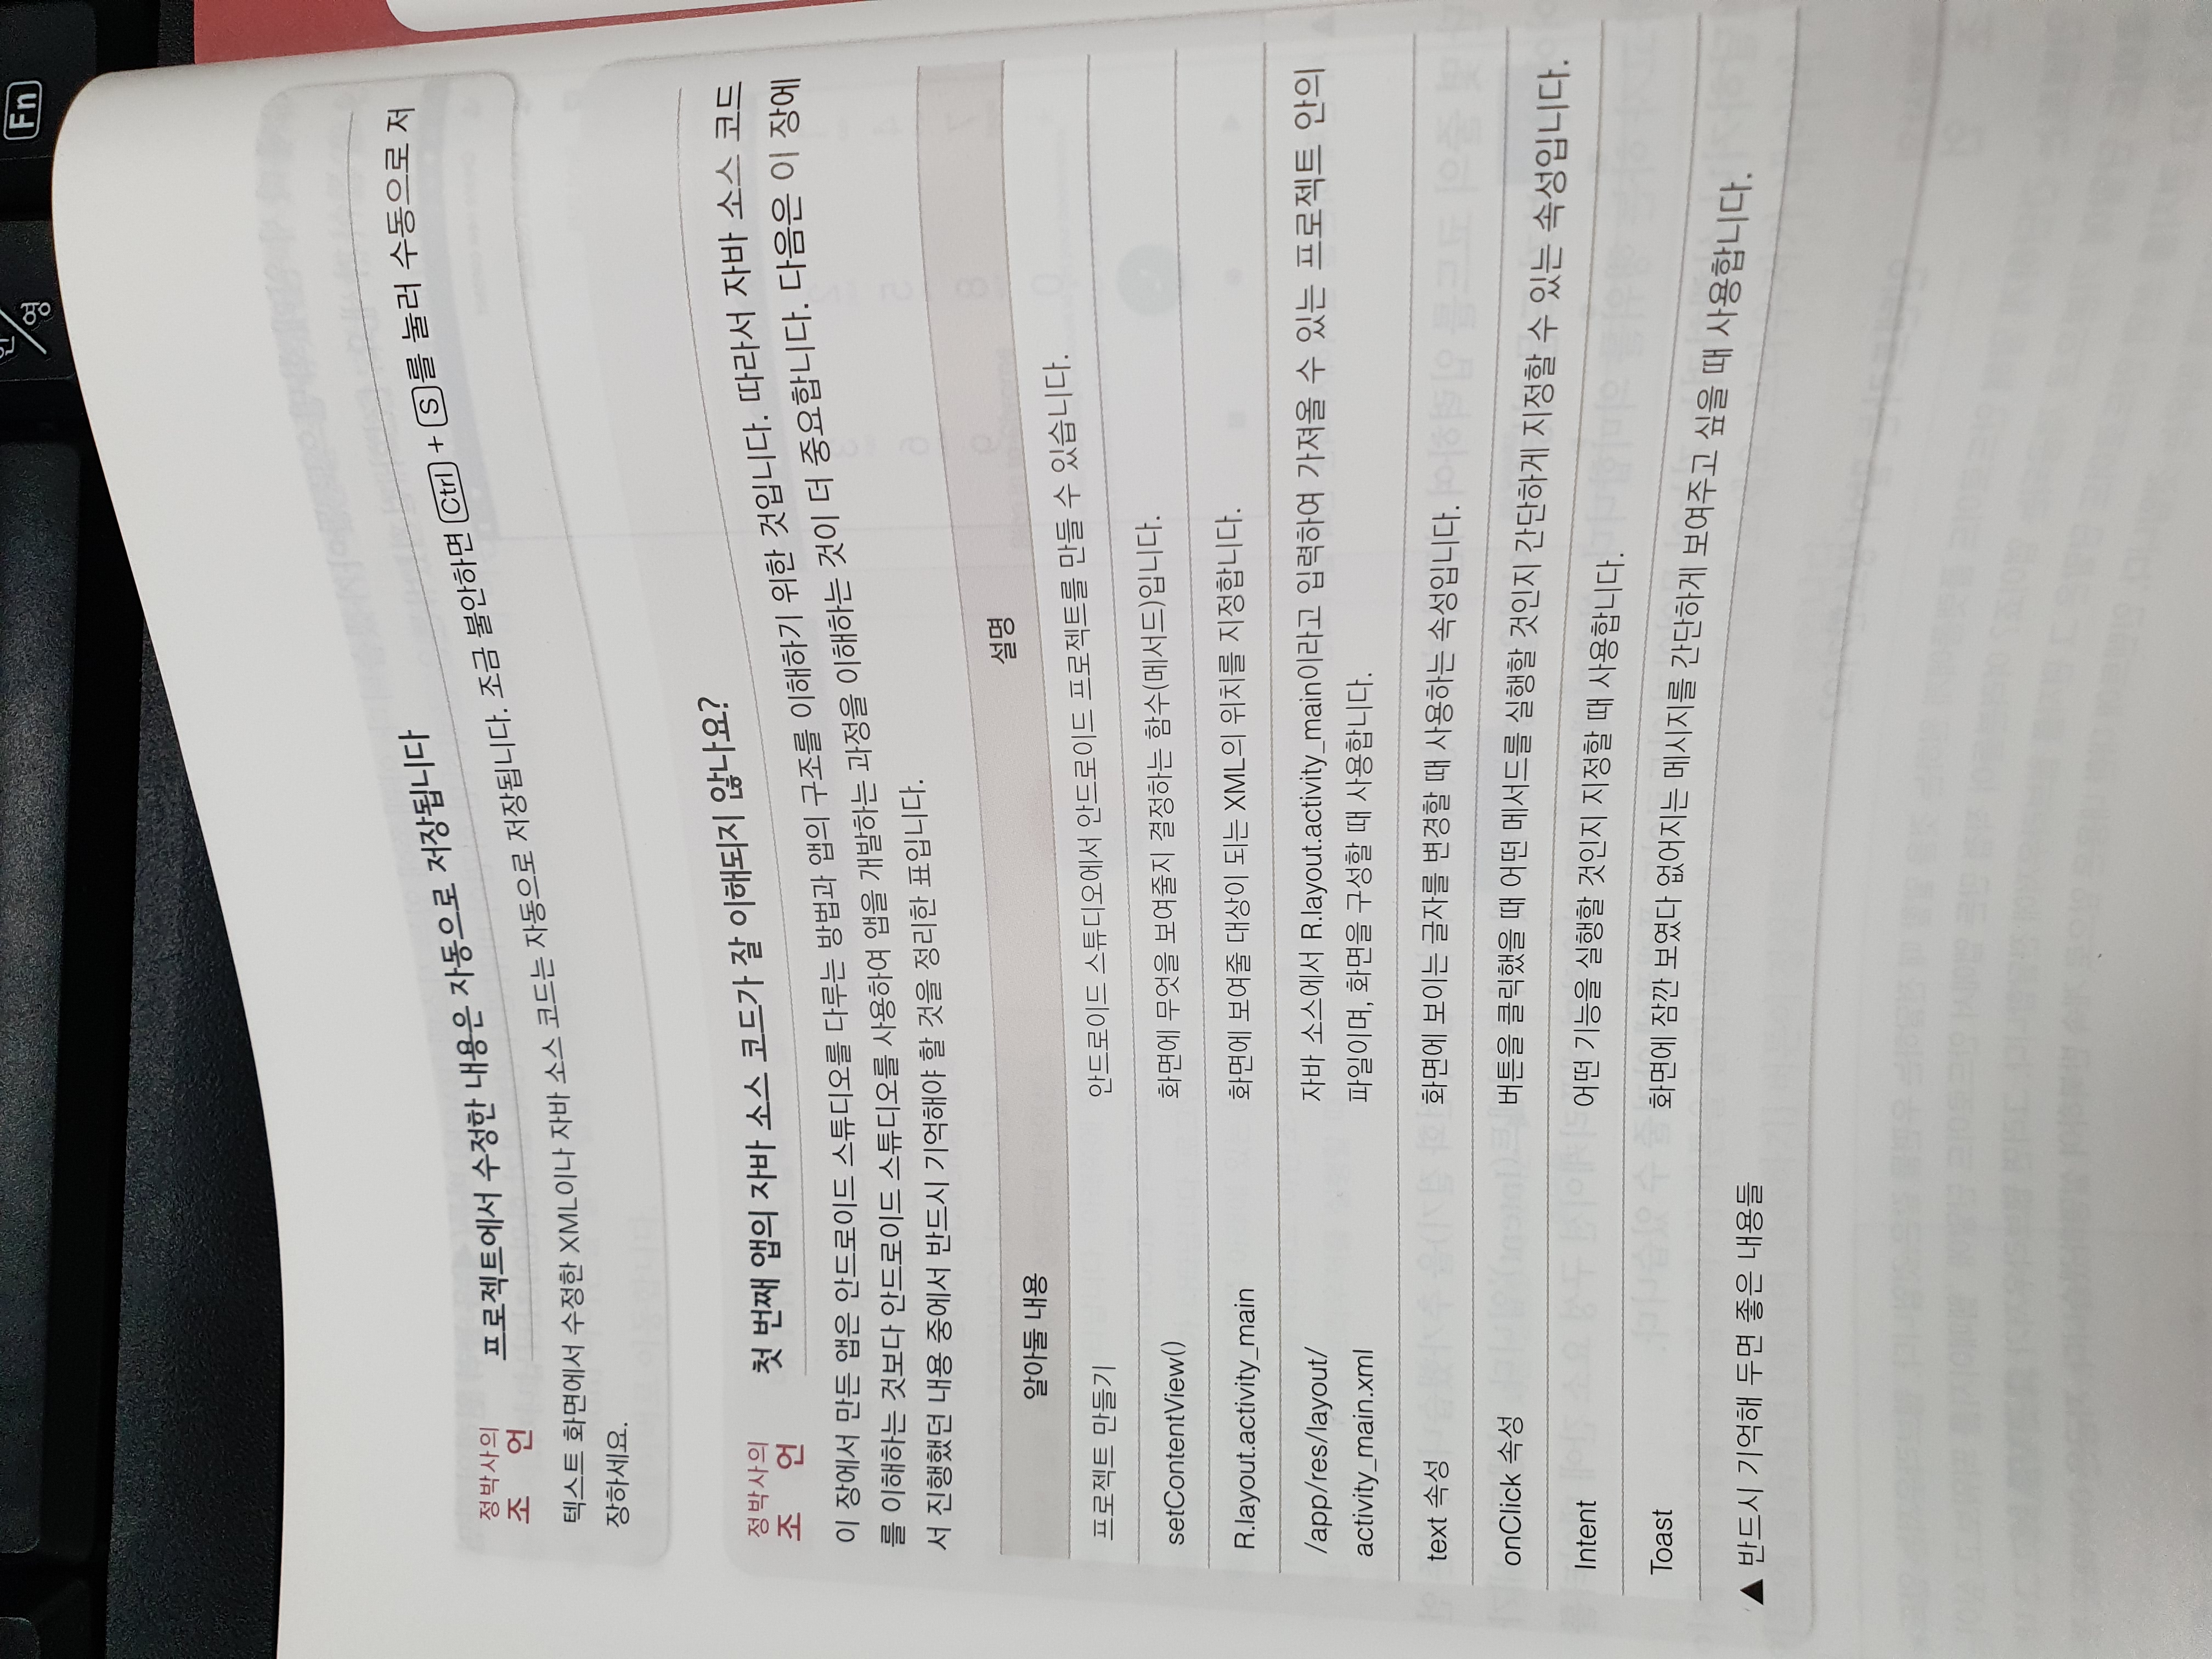 한/영
Fn
정박사의
조 언
프로젝트에서 수정한 내용은 자동으로 저장됩니다
텍스트 화면에서 수정한 XML이나 자바 소스 코드는 자동으로 저장됩니다. 조금 불안하면 Ctrl + S를 눌러 수동으로 저
장하세요.
정박사의
조 언
첫 번째 앱의 자바 소스 코드가 잘 이해되지 않나요?
이 장에서 만든 앱은 안드로이드 스튜디오를 다루는 방법과 앱의 구조를 이해하기 위한 것입니다. 따라서 자바 소스 코드
를 이해하는 것보다 안드로이드 스튜디오를 사용하여 앱을 개발하는 과정을 이해하는 것이 더 중요합니다. 다음은 이 장에
서 진행했던 내용 중에서 반드시 기억해야 할 것을 정리한 표입니다.
알아둘 내용 설명
프로젝트 만들기 안드로이드 스튜디오에서 안드로이드 프로젝트를 만들 수 있습니다.
setContentView() 화면에 무엇을 보여줄지 결정하는 함수(메서드)입니다.
R.layout.activity_main 화면에 보여줄 대상이 되는 XML의 위치를 지정합니다.
/app/res/layout/ 자바 소스에서 R.layout.activity_main이라고 입력하여 가져올 수 있는 프로젝트 안의
activity_main.xml 파일이며, 화면을 구성할 때 사용합니다.
text 속성 화면에 보이는 글자를 변경할 때 사용하는 속성입니다.
onClick 속성 버튼을 클릭했을 때 어떤 메서드를 실행할 것인지 간단하게 지정할 수 있는 속성입니다.
Intent 어떤 기능을 실행할 것인지 지정할 때 사용합니다.
Toast 화면에 잠깐 보였다 없어지는 메시지를 간단하게 보여주고 싶을 때 사용합니다.
▲ 반드시 기억해 두면 좋은 내용들